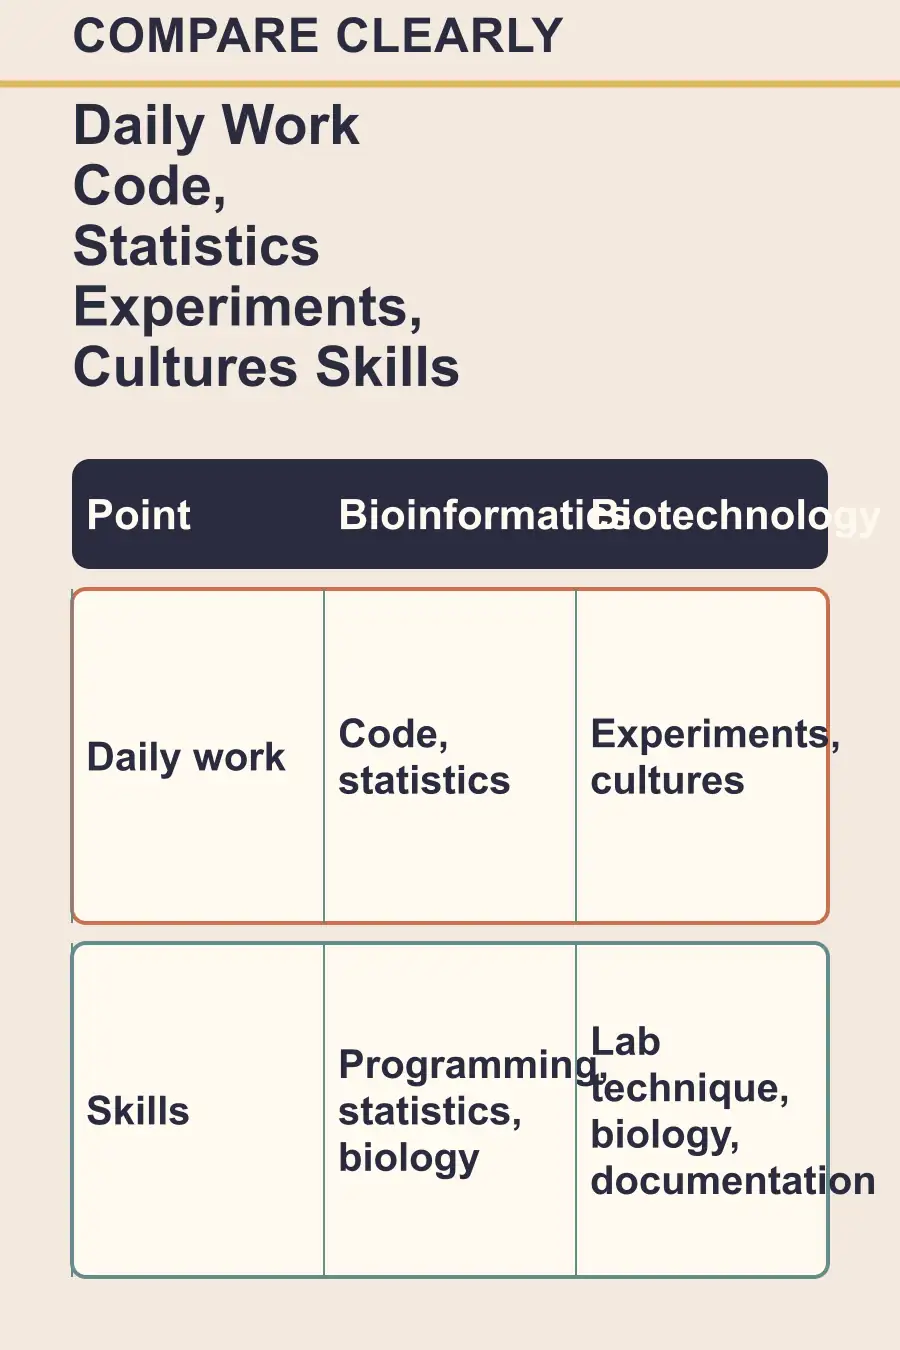 COMPARE CLEARLY
Daily Work
Code,
Statistics
Experiments,
Cultures Skills
Point Bioinformatics Biotechnology
Daily work
Code,
statistics
Experiments,
cultures
Skills
Programming,
statistics,
biology
Lab
technique,
biology,
documentation